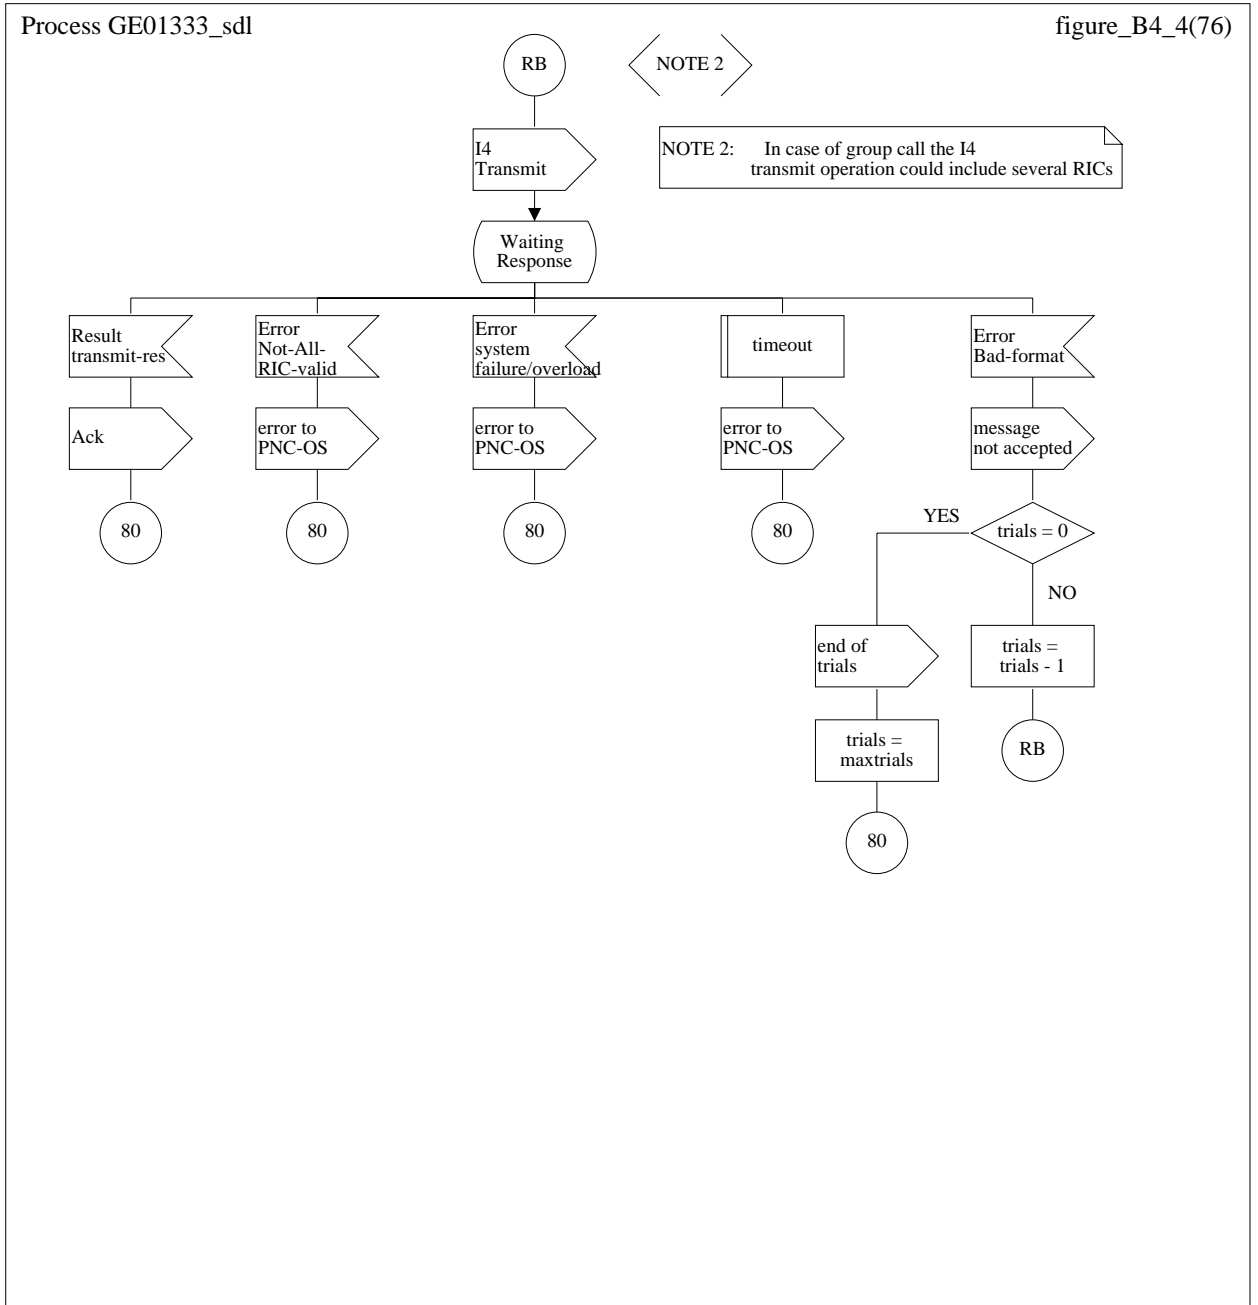 Process GE01333_sdl
figure_B4_4(76)
RB
NOTE 2
I4
Transmit
NOTE 2: In case of group call the I4
transmit operation could include several RICs
Waiting
Response
Result
transmit-res
Error
Not-All-
RIC-valid
Error
system
failure/overload
timeout
Error
Bad-format
Ack
error to
PNC-OS
error to
PNC-OS
error to
PNC-OS
message
not accepted
80
80
80
80
YES
trials = 0
NO
end of
trials
trials =
trials - 1
trials =
maxtrials
RB
80